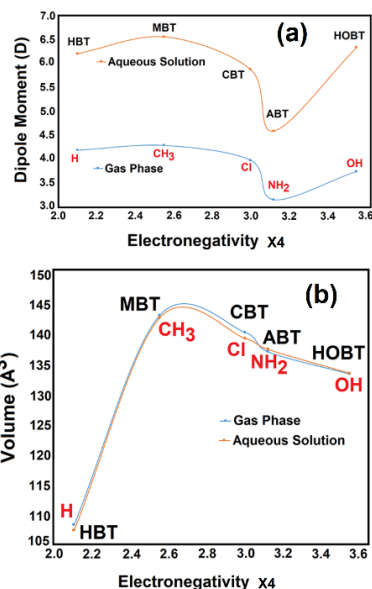 (a)
7.0
6.5
6.0
5.5
5.0
4.5
4.0
3.5
3.0
Dipole Moment (D)
HBT
MBT
CBT
ABT
HOBT
Aqueous Solution
H
CH3
Cl
NH2
OH
Gas Phase
2.0 2.2 2.4 2.6 2.8 3.0 3.2 3.4 3.6
Electronegativity X4
(b)
150
145
140
135
130
125
120
115
110
105
Volume (A3)
MBT
CBT
ABT
HOBT
CH3
Cl
NH2
OH
Gas Phase
Aqueous Solution
H
HBT
2.0 2.2 2.4 2.6 2.8 3.0 3.2 3.4 3.6
Electronegativity X4